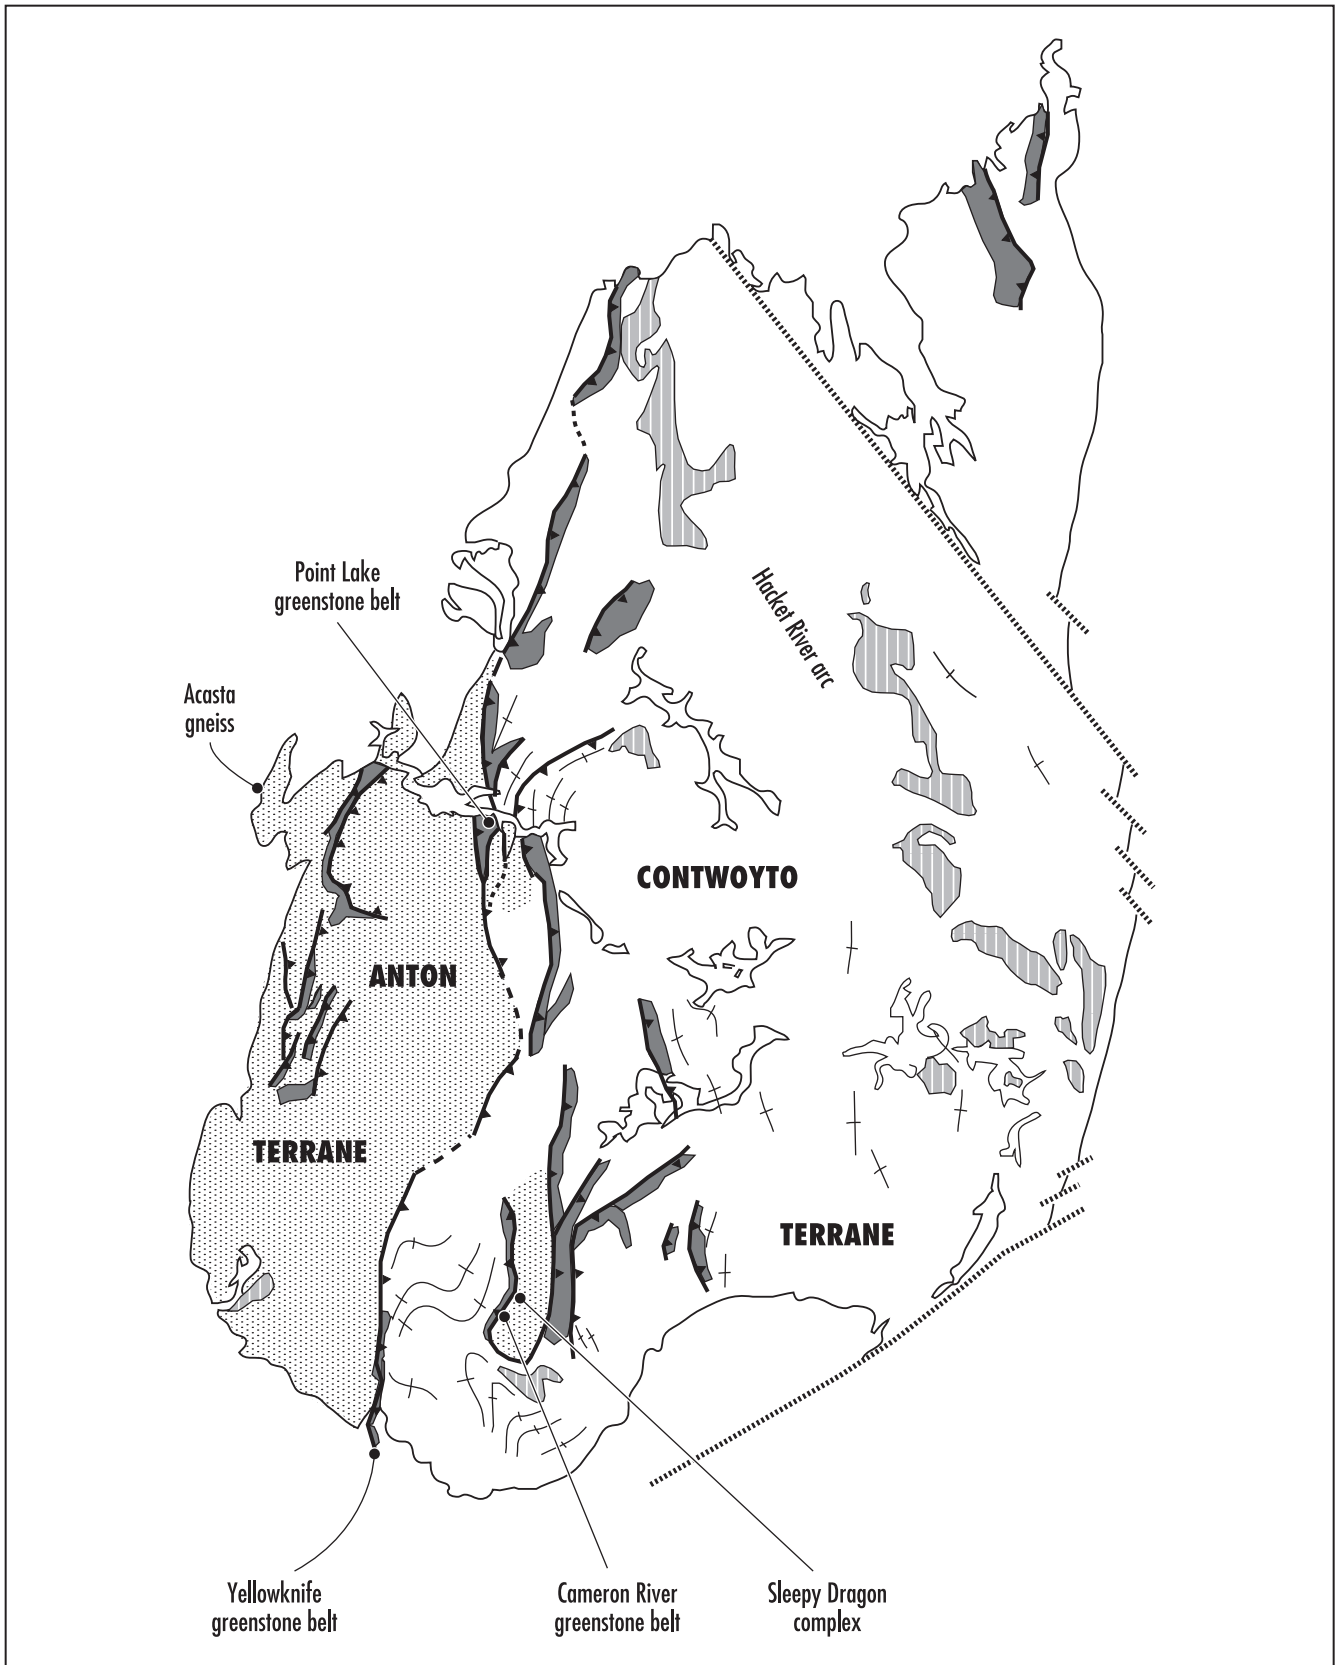 Point Lake
greenstone belt
Hacket River arc
Acasta
gneiss
CONTWOYTO
ANTON
TERRANE
TERRANE
Yellowknife
greenstone belt
Cameron River
greenstone belt
Sleepy Dragon
complex